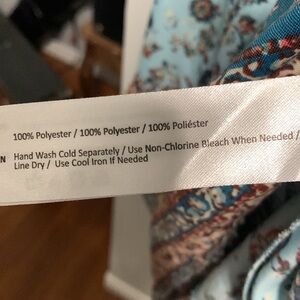 100% Polyester / 100% Polyester / 100% Poliéster
N Hand Wash Cold Separately / Use Non-Chlorine Bleach When Needed /
Line Dry / Use Cool Iron If Needed